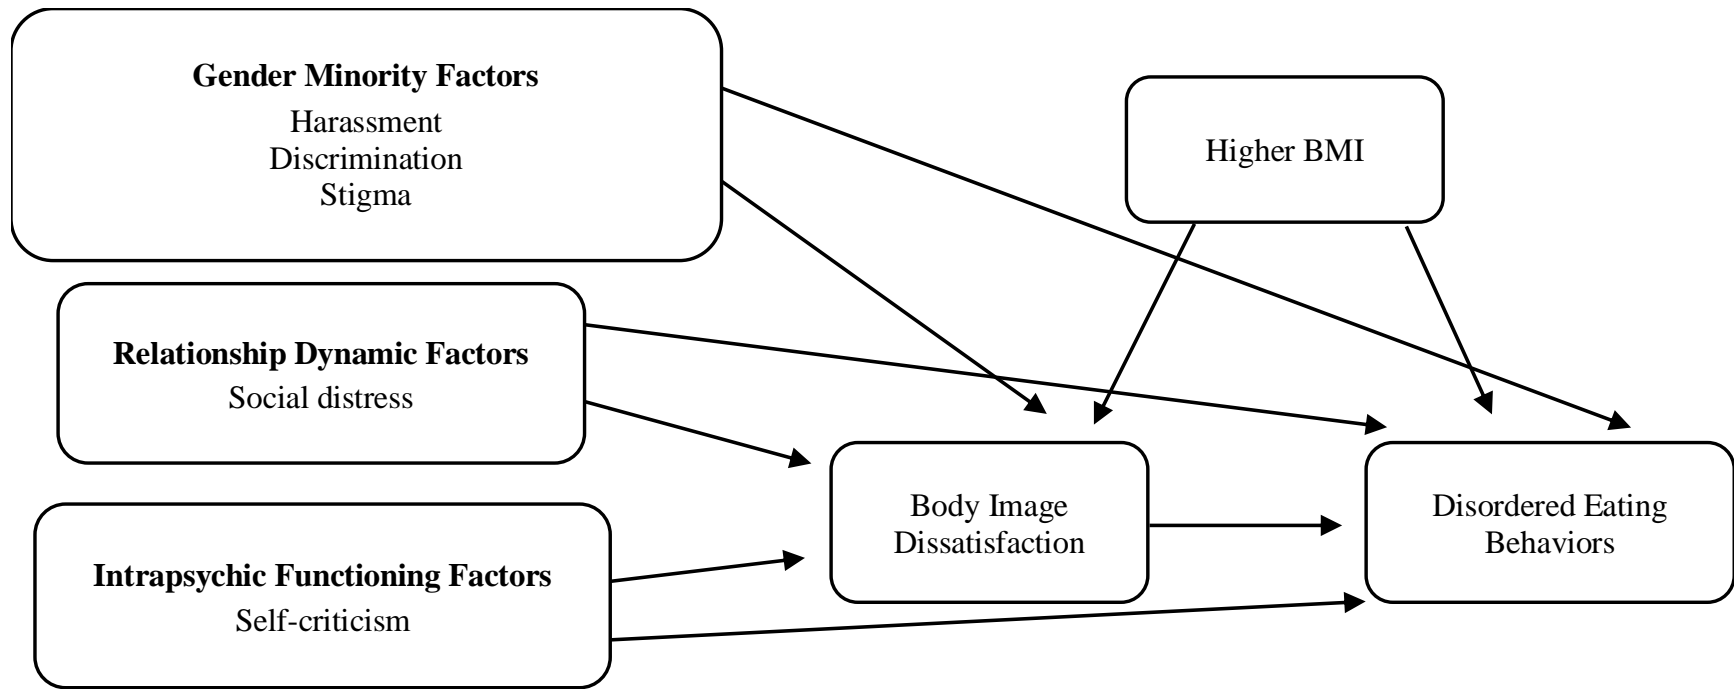 Gender Minority Factors
Harassment
Discrimination
Stigma
Higher BMI
Relationship Dynamic Factors
Social distress
Body Image
Dissatisfaction
Disordered Eating
Behaviors
Intrapsychic Functioning Factors
Self-criticism